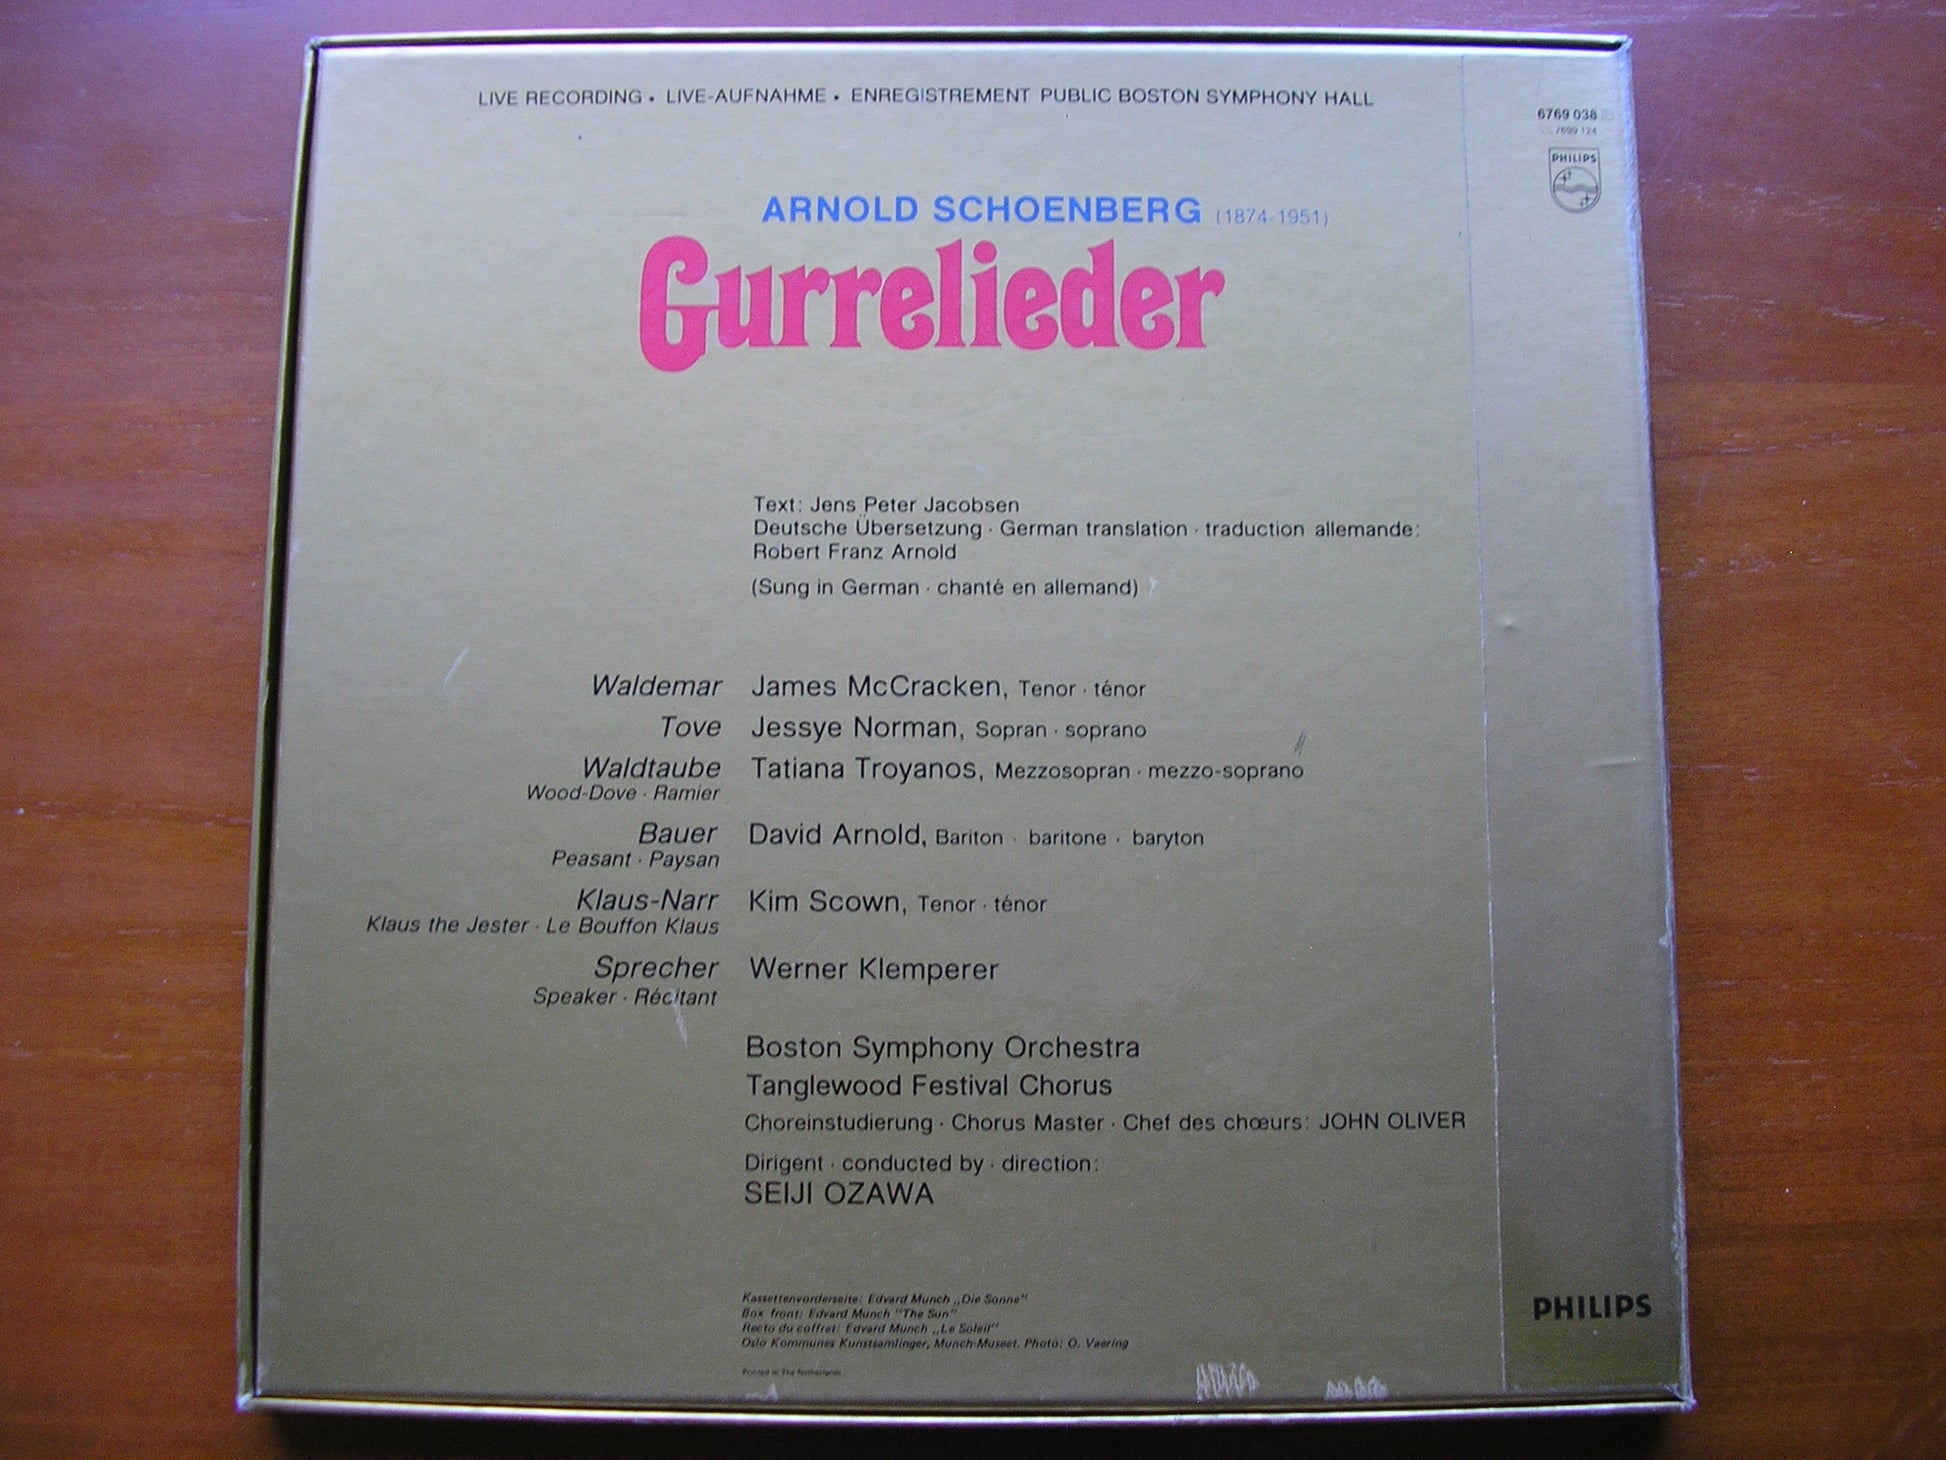 LIVE RECORDING • LIVE-AUFNAHME • ENREGISTREMENT PUBLIC BOSTON SYMPHONY HALL
6769 038
7699 124
PHILIPS
ARNOLD SCHOENBERG (1874-1951)
Gurrelieder
Text: Jens Peter Jacobsen
Deutsche Übersetzung · German translation · traduction allemande:
Robert Franz Arnold
(Sung in German · chanté en allemand)
Waldemar James McCracken, Tenor · ténor
Tove Jessye Norman, Sopran · soprano
Waldtaube Tatiana Troyanos, Mezzosopran · mezzo-soprano
Wood-Dove · Ramier
Bauer David Arnold, Bariton · baritone · baryton
Peasant · Paysan
Klaus-Narr Kim Scown, Tenor · ténor
Klaus the Jester · Le Bouffon Klaus
Sprecher Werner Klemperer
Speaker · Récitant
Boston Symphony Orchestra
Tanglewood Festival Chorus
Choreinstudierung · Chorus Master · Chef des chœurs: JOHN OLIVER
Dirigent · conducted by · direction:
SEIJI OZAWA
Kassettenvorderseite: Edvard Munch „Die Sonne"
Box front: Edvard Munch "The Sun"
Recto du coffret: Edvard Munch „Le Soleil"
Oslo Kommunes Kunstsamlinger, Munch-Museet. Photo: O. Vaering
Printed in The Netherlands
PHILIPS